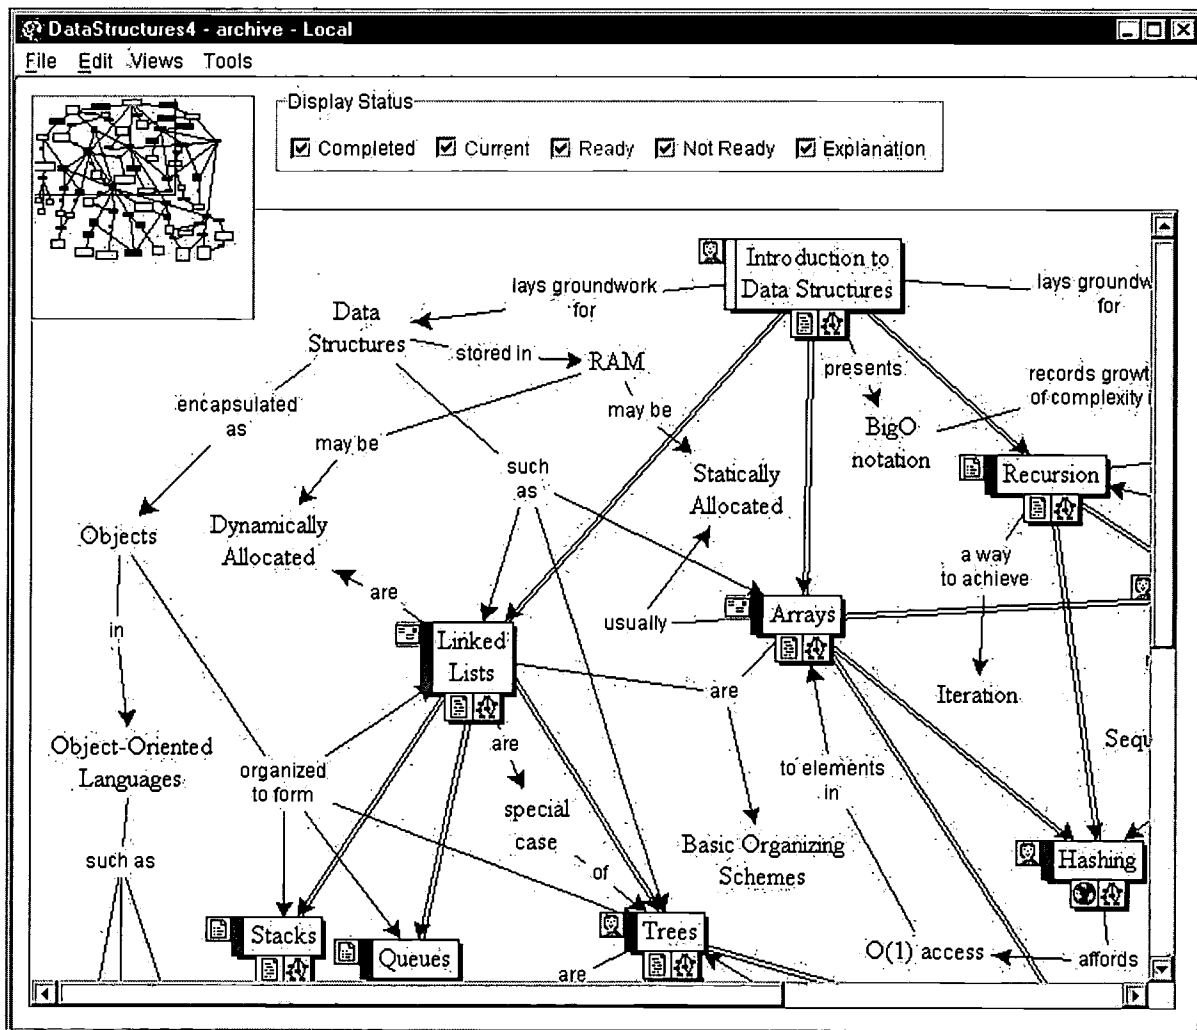 DataStructures4 - archive - Local
File Edit Views Tools
Display Status
Completed Current Ready Not Ready Explanation
Introduction to
Data Structures
lays groundwork
for
lays groundw
for
Data
Structures
stored in
RAM
presents
records growt
of complexity i
encapsulated
as
may be
may be
BigO
notation
such
as
Statically
Allocated
Recursion
Objects
Dynamically
Allocated
a way
to achieve
are
usually
Arrays
in
Linked
Lists
are
Iteration
Object-Oriented
Languages
are
Sequ
organized
to form
to elements
in
special
case
such as
Basic Organizing
Schemes
Hashing
of
Stacks
Queues
Trees
O(1) access
affords
are